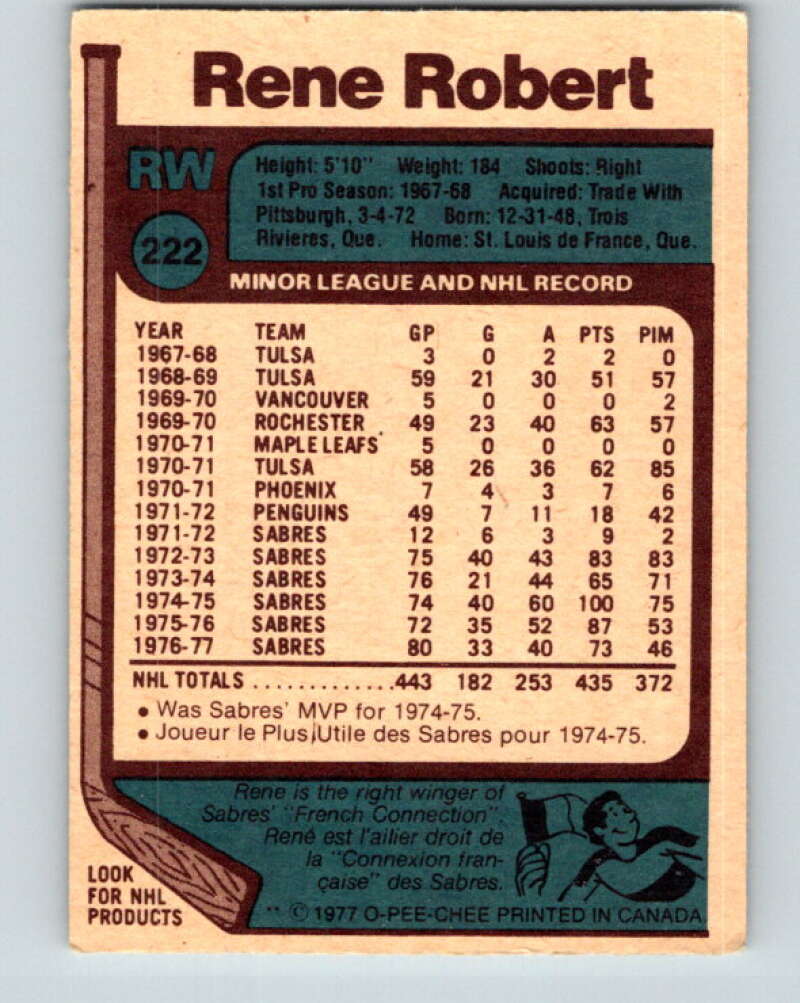 Rene Robert
RW
222
Height: 5'10" Weight: 184 Shoots: Right
1st Pro Season: 1967-68 Acquired: Trade With
Pittsburgh, 3-4-72 Born: 12-31-48, Trois
Rivieres, Que. Home: St. Louis de France, Que.
MINOR LEAGUE AND NHL RECORD
YEAR TEAM GP G A PTS PIM
1967-68 TULSA 3 0 2 2 0
1968-69 TULSA 59 21 30 51 57
1969-70 VANCOUVER 5 0 0 0 2
1969-70 ROCHESTER 49 23 40 63 57
1970-71 MAPLE LEAFS 5 0 0 0 0
1970-71 TULSA 58 26 36 62 85
1970-71 PHOENIX 7 4 3 7 6
1971-72 PENGUINS 49 7 11 18 42
1971-72 SABRES 12 6 3 9 2
1972-73 SABRES 75 40 43 83 83
1973-74 SABRES 76 21 44 65 71
1974-75 SABRES 74 40 60 100 75
1975-76 SABRES 72 35 52 87 53
1976-77 SABRES 80 33 40 73 46
NHL TOTALS .............443 182 253 435 372
• Was Sabres' MVP for 1974-75.
• Joueur le Plus Utile des Sabres pour 1974-75.
Rene is the right winger of
Sabres' "French Connection".
René est l'ailier droit de
la "Connexion fran-
çaise" des Sabres.
LOOK
FOR NHL
PRODUCTS
** © 1977 O-PEE-CHEE PRINTED IN CANADA